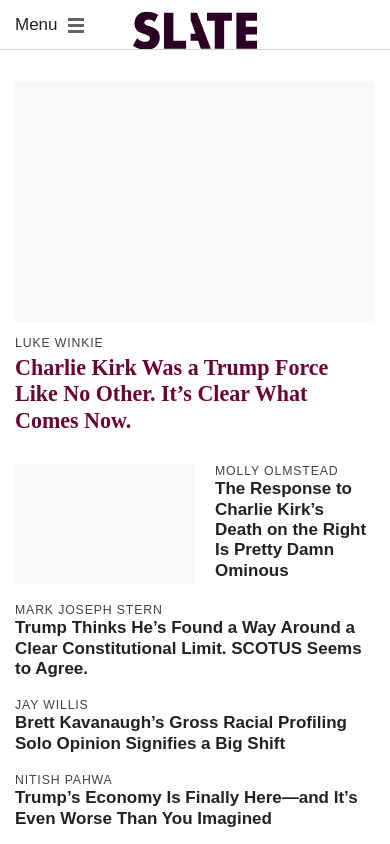 Menu
SLATE
LUKE WINKIE
Charlie Kirk Was a Trump Force
Like No Other. It’s Clear What
Comes Now.
MOLLY OLMSTEAD
The Response to
Charlie Kirk’s
Death on the Right
Is Pretty Damn
Ominous
MARK JOSEPH STERN
Trump Thinks He’s Found a Way Around a
Clear Constitutional Limit. SCOTUS Seems
to Agree.
JAY WILLIS
Brett Kavanaugh’s Gross Racial Profiling
Solo Opinion Signifies a Big Shift
NITISH PAHWA
Trump’s Economy Is Finally Here—and It’s
Even Worse Than You Imagined